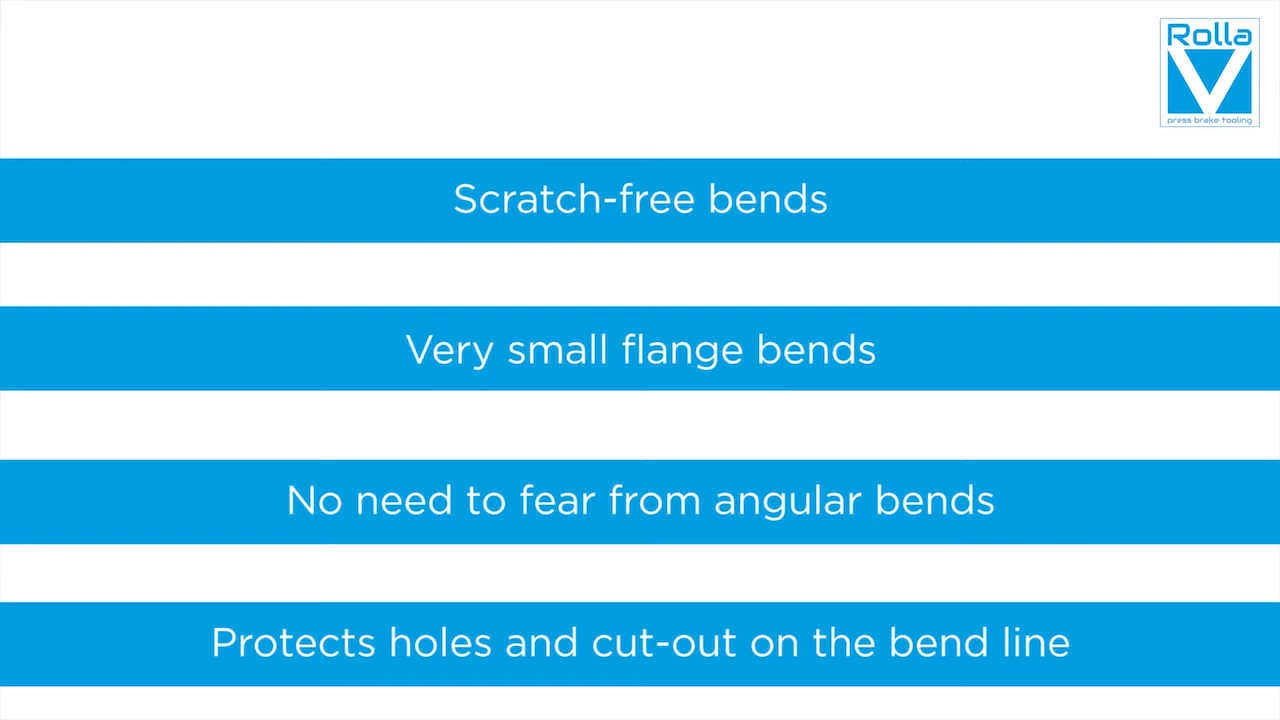 Rolla
V
press brake tooling
Scratch-free bends
Very small flange bends
No need to fear from angular bends
Protects holes and cut-out on the bend line